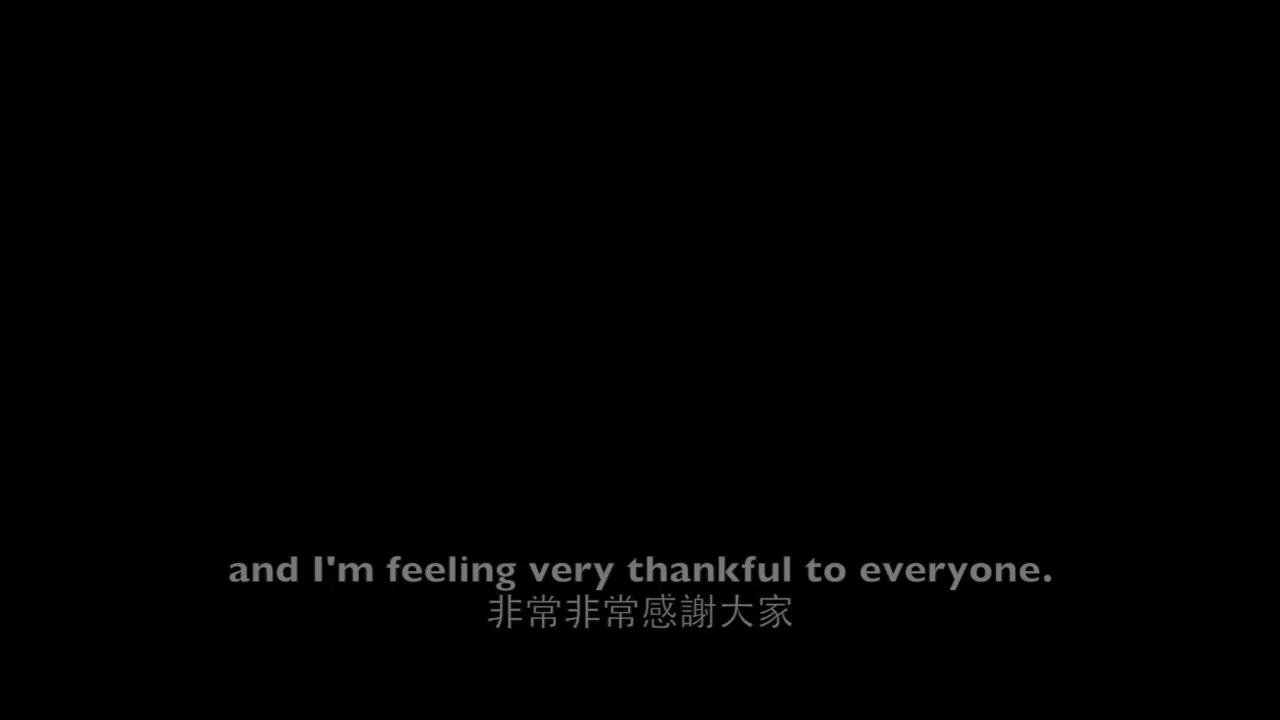 and I'm feeling very thankful to everyone.
非常非常感謝大家